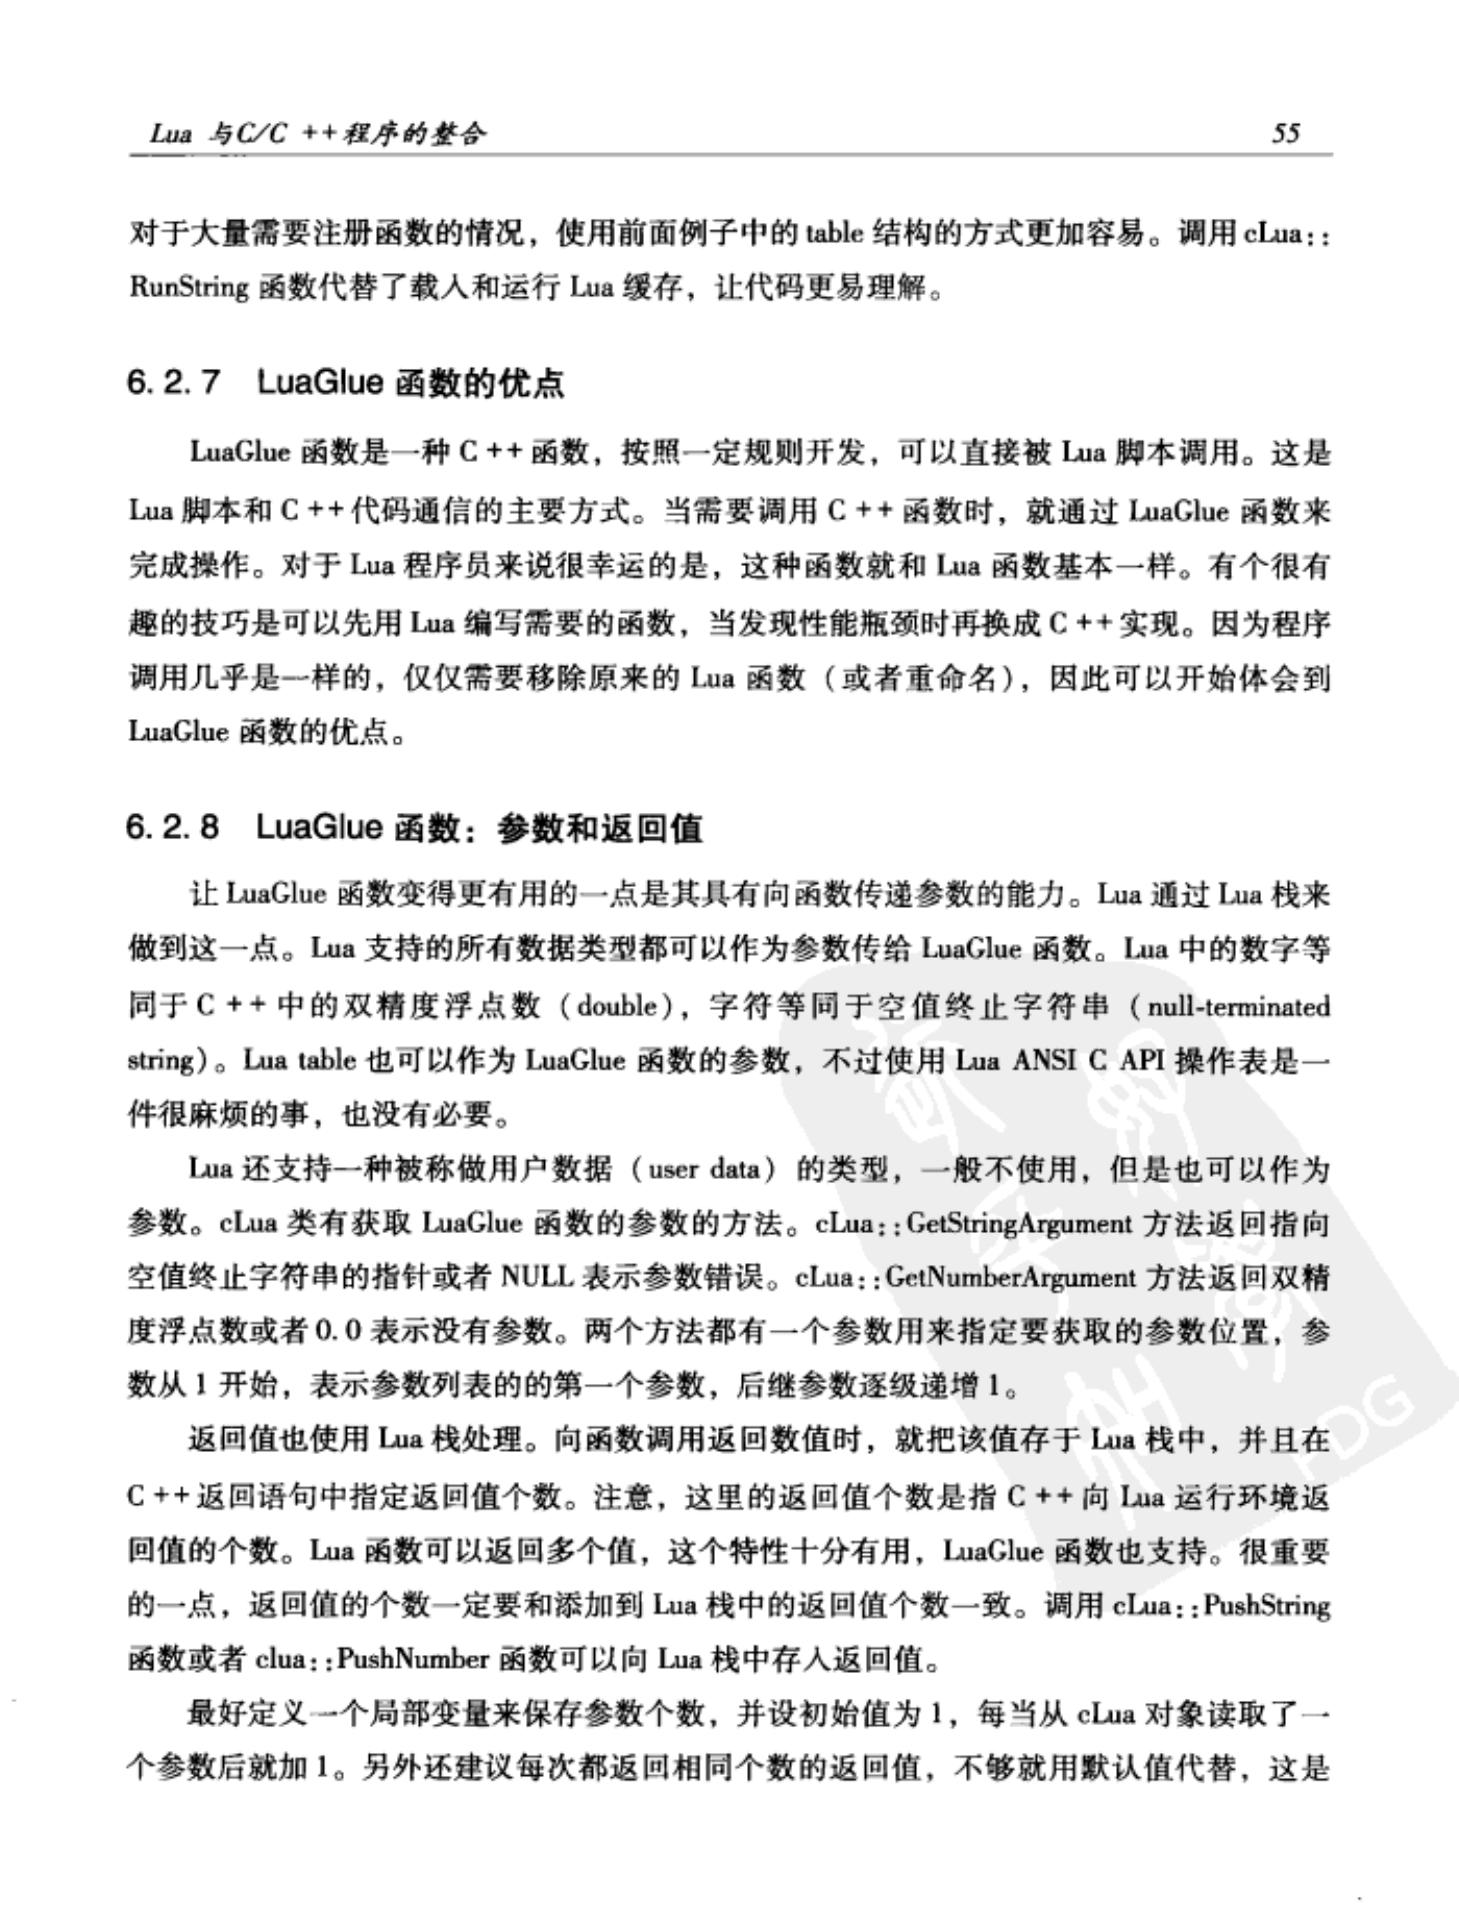 Lua 与C/C ++程序的整合 55
对于大量需要注册函数的情况，使用前面例子中的 table 结构的方式更加容易。调用 cLua::
RunString 函数代替了载入和运行 Lua 缓存，让代码更易理解。
6.2.7 LuaGlue 函数的优点
LuaGlue 函数是一种 C ++函数，按照一定规则开发，可以直接被 Lua 脚本调用。这是
Lua 脚本和 C ++代码通信的主要方式。当需要调用 C ++函数时，就通过 LuaGlue 函数来
完成操作。对于 Lua 程序员来说很幸运的是，这种函数就和 Lua 函数基本一样。有个很有
趣的技巧是可以先用 Lua 编写需要的函数，当发现性能瓶颈时再换成 C ++实现。因为程序
调用几乎是一样的，仅仅需要移除原来的 Lua 函数（或者重命名），因此可以开始体会到
LuaGlue 函数的优点。
6.2.8 LuaGlue 函数：参数和返回值
让 LuaGlue 函数变得更有用的一点是其具有向函数传递参数的能力。Lua 通过 Lua 栈来
做到这一点。Lua 支持的所有数据类型都可以作为参数传给 LuaGlue 函数。Lua 中的数字等
同于 C ++中的双精度浮点数（double），字符等同于空值终止字符串（null-terminated
string）。Lua table 也可以作为 LuaGlue 函数的参数，不过使用 Lua ANSI C API 操作表是一
件很麻烦的事，也没有必要。
Lua 还支持一种被称做用户数据（user data）的类型，一般不使用，但是也可以作为
参数。cLua 类有获取 LuaGlue 函数的参数的方法。cLua::GetStringArgument 方法返回指向
空值终止字符串的指针或者 NULL 表示参数错误。cLua::GetNumberArgument 方法返回双精
度浮点数或者 0.0 表示没有参数。两个方法都有一个参数用来指定要获取的参数位置，参
数从 1 开始，表示参数列表的的第一个参数，后继参数逐级递增 1。
返回值也使用 Lua 栈处理。向函数调用返回数值时，就把该值存于 Lua 栈中，并且在
C ++返回语句中指定返回值个数。注意，这里的返回值个数是指 C ++向 Lua 运行环境返
回值的个数。Lua 函数可以返回多个值，这个特性十分有用，LuaGlue 函数也支持。很重要
的一点，返回值的个数一定要和添加到 Lua 栈中的返回值个数一致。调用 cLua::PushString
函数或者 clua::PushNumber 函数可以向 Lua 栈中存入返回值。
最好定义一个局部变量来保存参数个数，并设初始值为 1，每当从 cLua 对象读取了一
个参数后就加 1。另外还建议每次都返回相同个数的返回值，不够就用默认值代替，这是